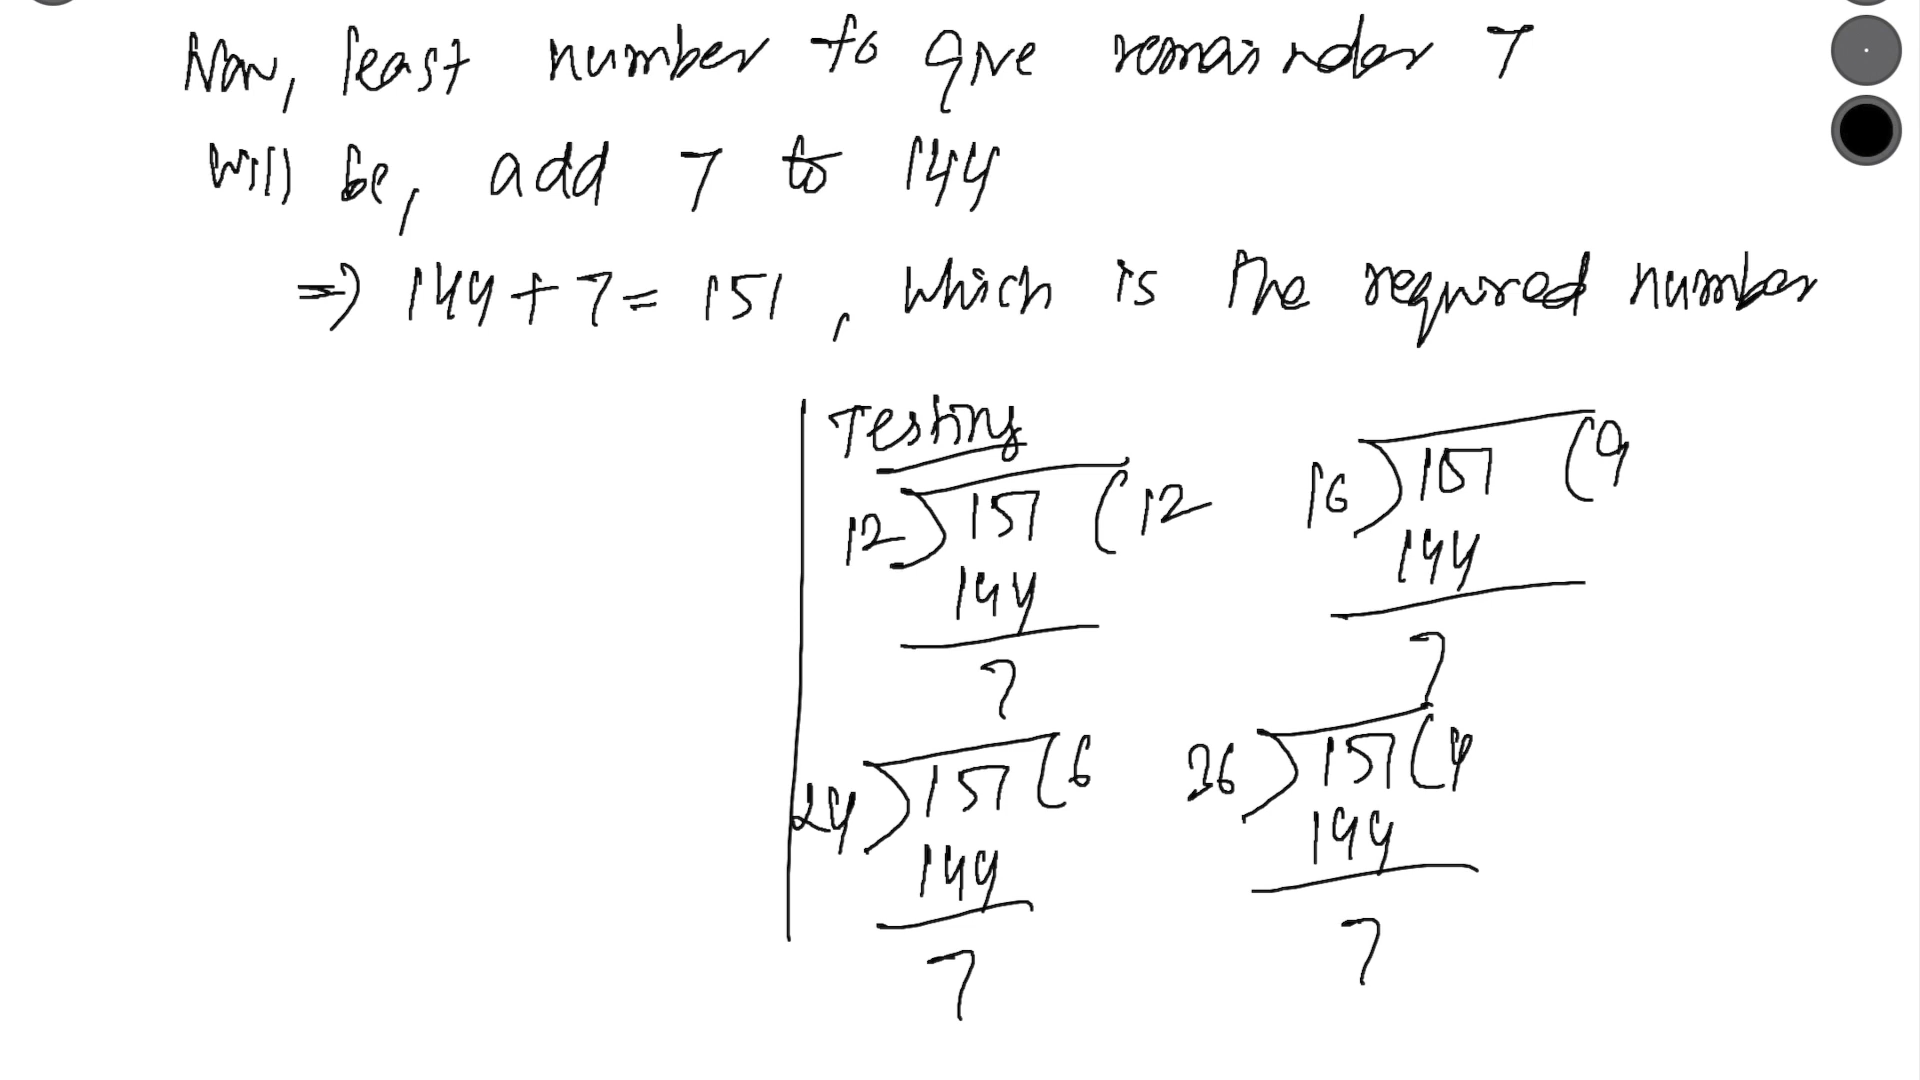 Now, least number to give remainder 7
will be, add 7 to 144
=> 144 + 7 = 151, which is the required number
Testing
12 ) 151 ( 12
144
7
16 ) 151 ( 9
144
7
24 ) 151 ( 6
144
7
36 ) 151 ( 4
144
7